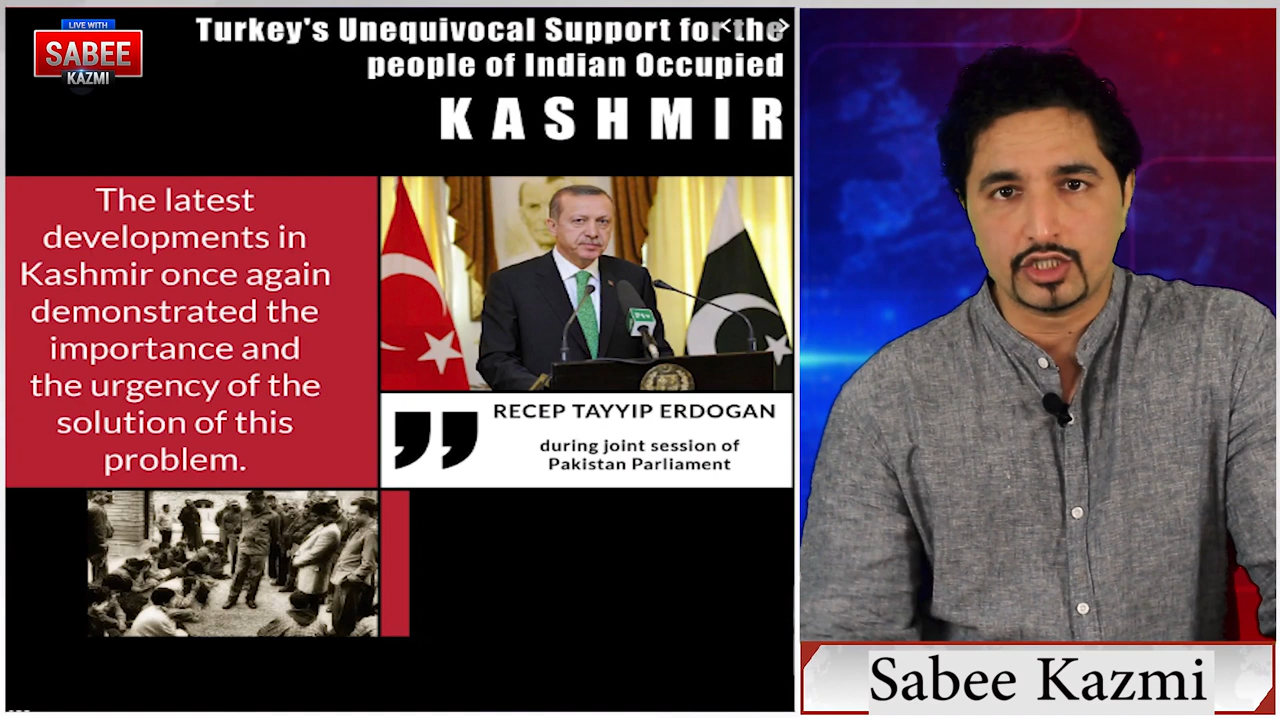 LIVE WITH
SABEE
KAZMI
Turkey's Unequivocal Support for the
people of Indian Occupied
KASHMIR
The latest
developments in
Kashmir once again
demonstrated the
importance and
the urgency of the
solution of this
problem.
RECEP TAYYIP ERDOGAN
during joint session of
Pakistan Parliament
Sabee Kazmi